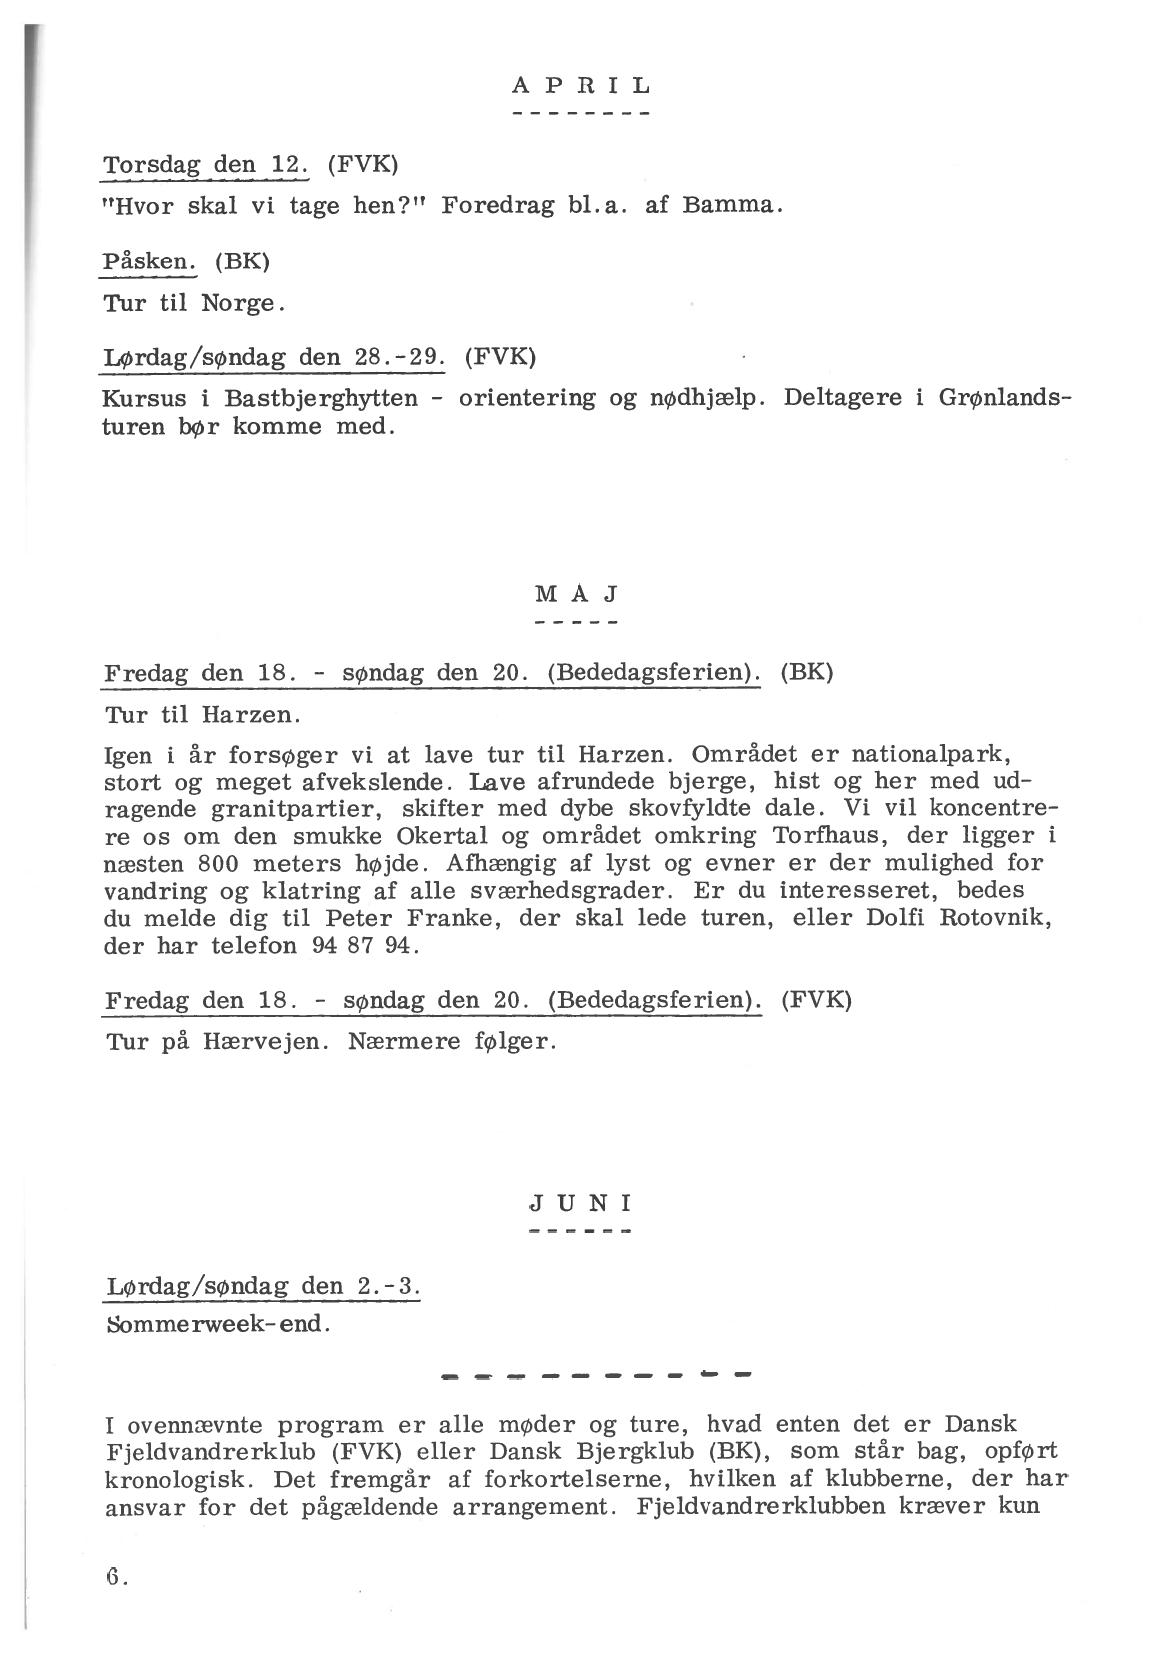 A P R I L
--------
Torsdag den 12. (FVK)
"Hvor skal vi tage hen?" Foredrag bl.a. af Bamma.
Påsken. (BK)
Tur til Norge.
Lørdag/søndag den 28.-29. (FVK)
Kursus i Bastbjerghytten - orientering og nødhjælp. Deltagere i Grønlands-
turen bør komme med.
M A J
-----
Fredag den 18. - søndag den 20. (Bededagsferien). (BK)
Tur til Harzen.
Igen i år forsøger vi at lave tur til Harzen. Området er nationalpark,
stort og meget afvekslende. Lave afrundede bjerge, hist og her med ud-
ragende granitpartier, skifter med dybe skovfyldte dale. Vi vil koncentre-
re os om den smukke Okertal og området omkring Torfhaus, der ligger i
næsten 800 meters højde. Afhængig af lyst og evner er der mulighed for
vandring og klatring af alle sværhedsgrader. Er du interesseret, bedes
du melde dig til Peter Franke, der skal lede turen, eller Dolfi Rotovnik,
der har telefon 94 87 94.
Fredag den 18. - søndag den 20. (Bededagsferien). (FVK)
Tur på Hærvejen. Nærmere følger.
J U N I
------
Lørdag/søndag den 2.-3.
Sommerweek-end.
----------
I ovennævnte program er alle møder og ture, hvad enten det er Dansk
Fjeldvandrerklub (FVK) eller Dansk Bjergklub (BK), som står bag, opført
kronologisk. Det fremgår af forkortelserne, hvilken af klubberne, der har
ansvar for det pågældende arrangement. Fjeldvandrerklubben kræver kun
6.